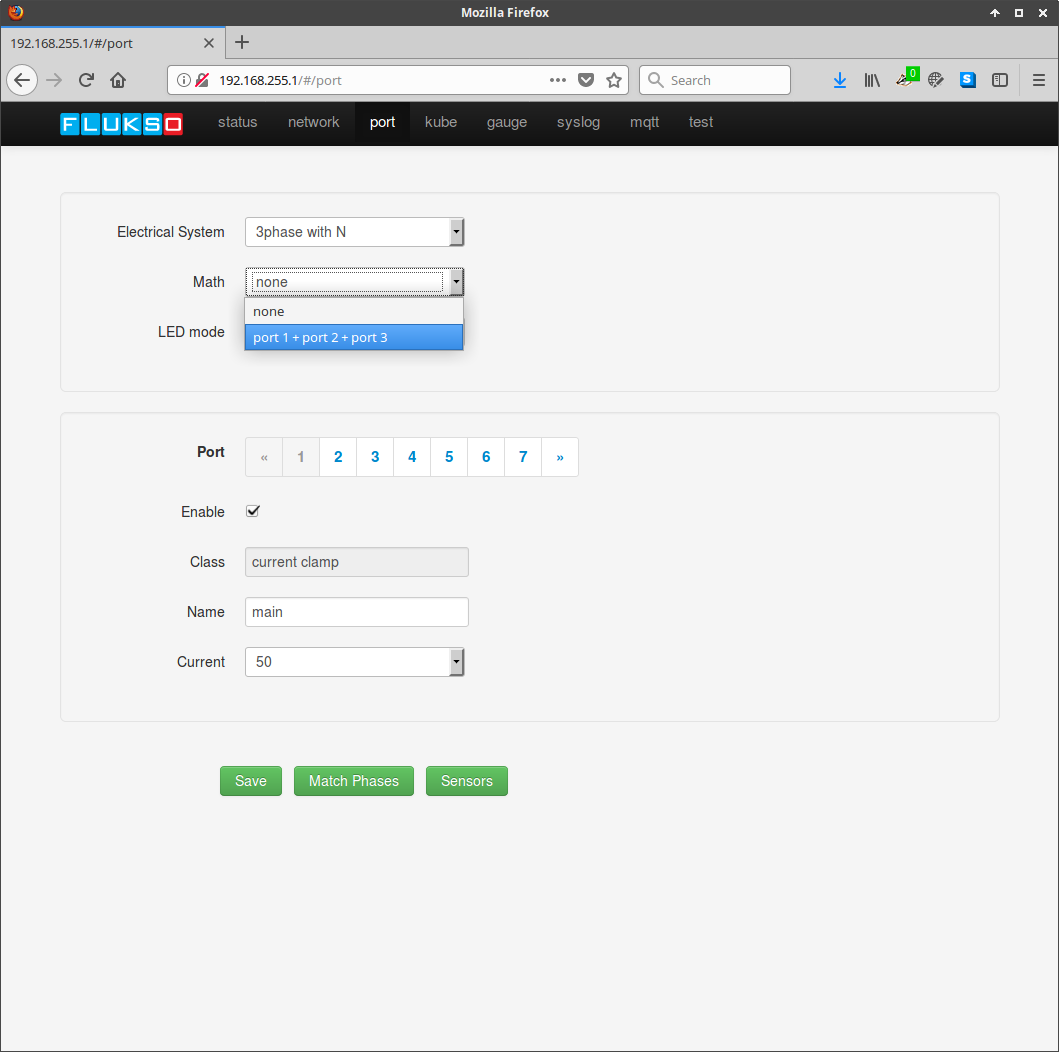 Mozilla Firefox
192.168.255.1/#/port
192.168.255.1/#/port
Search
0
S
FLUKSO status network port kube gauge syslog mqtt test
Electrical System 3phase with N
Math none
none
LED mode
port 1 + port 2 + port 3
Port « 1 2 3 4 5 6 7 »
Enable
Class current clamp
Name main
Current 50
Save Match Phases Sensors